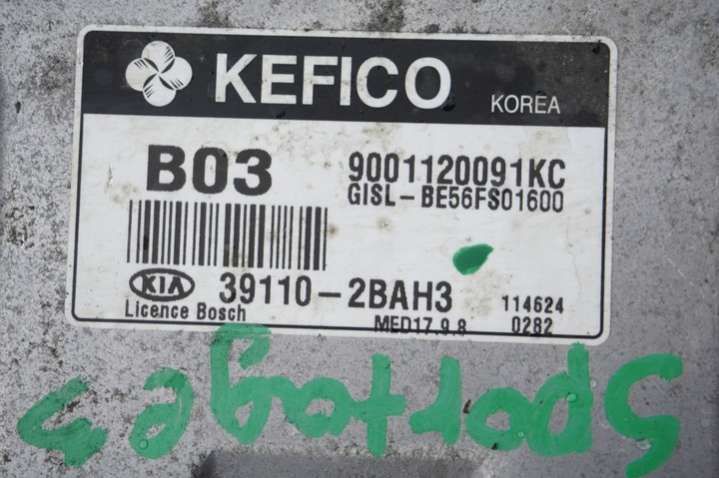 KEFICO KOREA
B03 9001120091KC
GISL-BE56FS01600
KIA 39110-2BAH3 114624
Licence Bosch MED17.9.8 0282